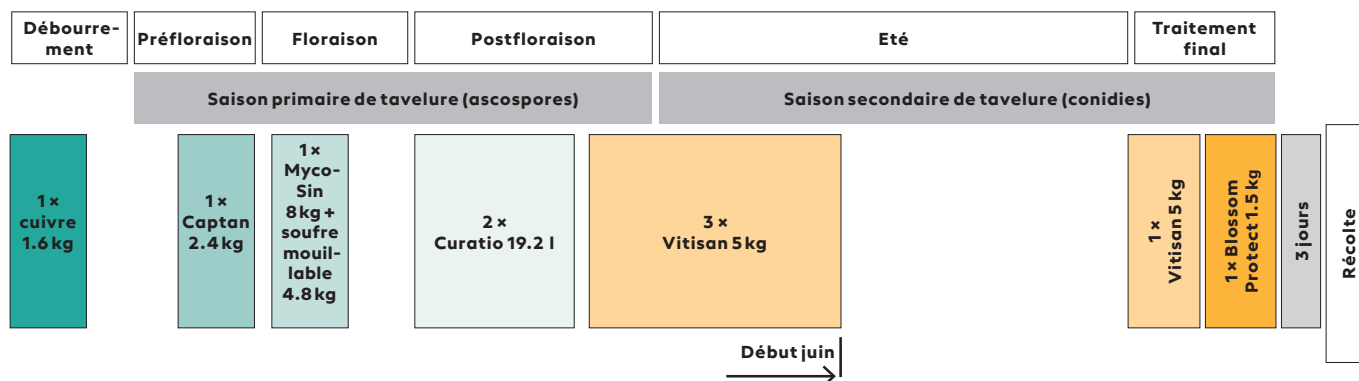 Débourre-
ment
Préfloraison
Floraison
Postfloraison
Eté
Traitement
final
Saison primaire de tavelure (ascospores)
Saison secondaire de tavelure (conidies)
1 ×
cuivre
1.6 kg
1 ×
Captan
2.4 kg
1 ×
Myco-
Sin
8 kg +
soufre
mouil-
lable
4.8 kg
2 ×
Curatio 19.2 l
3 ×
Vitisan 5 kg
1 ×
Vitisan 5 kg
1 × Blossom
Protect 1.5 kg
3 jours
Récolte
Début juin